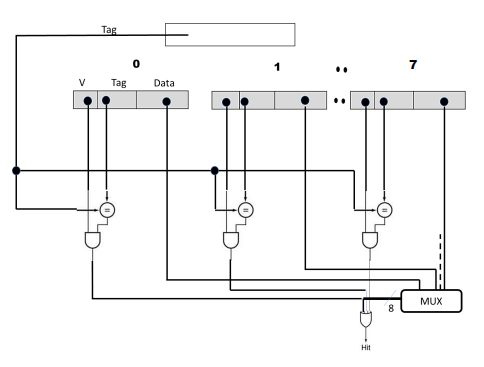 Tag
0
1
..
7
V Tag Data
..
=
=
=
MUX
8
Hit